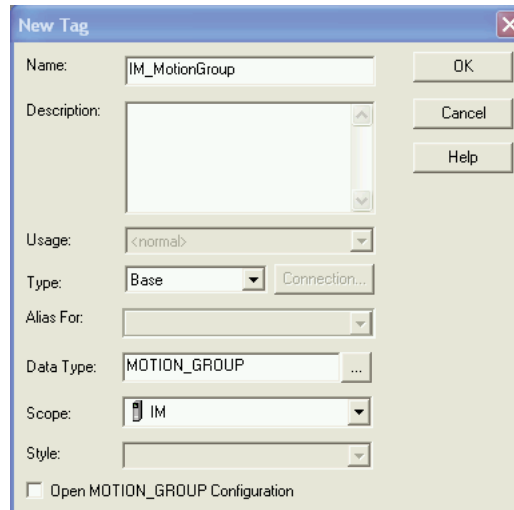 New Tag
Name: IM_MotionGroup OK
Description: Cancel
Help
Usage: <normal>
Type: Base Connection...
Alias For:
Data Type: MOTION_GROUP ...
Scope: IM
Style:
Open MOTION_GROUP Configuration